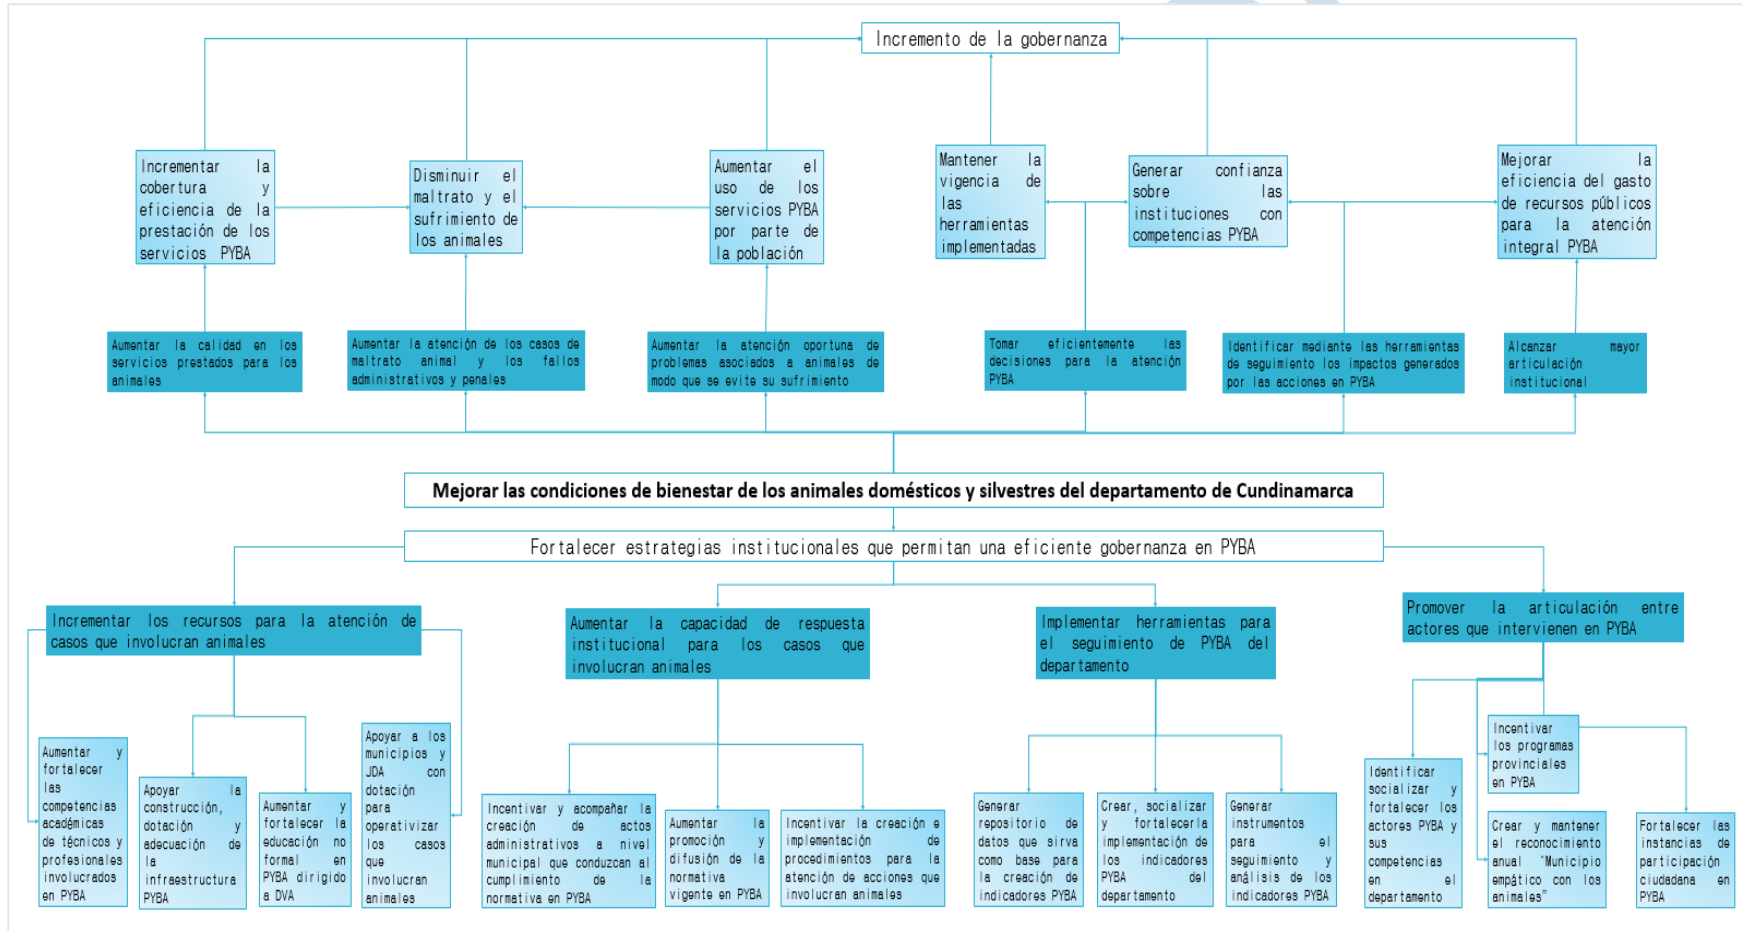 Incremento de la gobernanza
Incrementar la
cobertura y
eficiencia de la
prestación de los
servicios PYBA
Disminuir el
maltrato y el
sufrimiento de
los animales
Aumentar el
uso de los
servicios PYBA
por parte de
la población
Mantener la
vigencia de
las
herramientas
implementadas
Generar confianza
sobre las
instituciones con
competencias PYBA
Mejorar la
eficiencia del gasto
de recursos públicos
para la atención
integral PYBA
Aumentar la calidad en los
servicios prestados para los
animales
Aumentar la atención de los casos de
maltrato animal y los fallos
administrativos y penales
Aumentar la atención oportuna de
problemas asociados a animales de
modo que se evite su sufrimiento
Tomar eficientemente las
decisiones para la atención
PYBA
Identificar mediante las herramientas
de seguimiento los impactos generados
por las acciones en PYBA
Alcanzar mayor
articulación
institucional
Mejorar las condiciones de bienestar de los animales domésticos y silvestres del departamento de Cundinamarca
Fortalecer estrategias institucionales que permitan una eficiente gobernanza en PYBA
Incrementar los recursos para la atención de
casos que involucran animales
Aumentar la capacidad de respuesta
institucional para los casos que
involucran animales
Implementar herramientas para
el seguimiento de PYBA del
departamento
Promover la articulación entre
actores que intervienen en PYBA
Aumentar y
fortalecer
las
competencias
académicas
de técnicos y
profesionales
involucrados
en PYBA
Apoyar la
construcción,
dotación y
adecuación de
la
infraestructura
PYBA
Aumentar y
fortalecer la
educación no
formal en
PYBA dirigido
a DVA
Apoyar a los
municipios y
JDA con
dotación
para
operativizar
los casos
que
involucran
animales
Incentivar y acompañar la
creación de actos
administrativos a nivel
municipal que conduzcan al
cumplimiento de la
normativa en PYBA
Aumentar la
promoción y
difusión de la
normativa
vigente en PYBA
Incentivar la creación e
implementación de
procedimientos para la
atención de acciones que
involucran animales
Generar
repositorio de
datos que sirva
como base para
la creación de
indicadores PYBA
Crear, socializar
y fortalecerla
implementación de
los indicadores
PYBA del
departamento
Generar
instrumentos
para el
seguimiento y
análisis de los
indicadores PYBA
Identificar
socializar y
fortalecer los
actores PYBA y
sus
competencias
en el
departamento
Incentivar
los programas
provinciales
en PYBA
Crear y mantener
el reconocimiento
anual "Municipio
empático con los
animales"
Fortalecer las
instancias de
participación
ciudadana en
PYBA